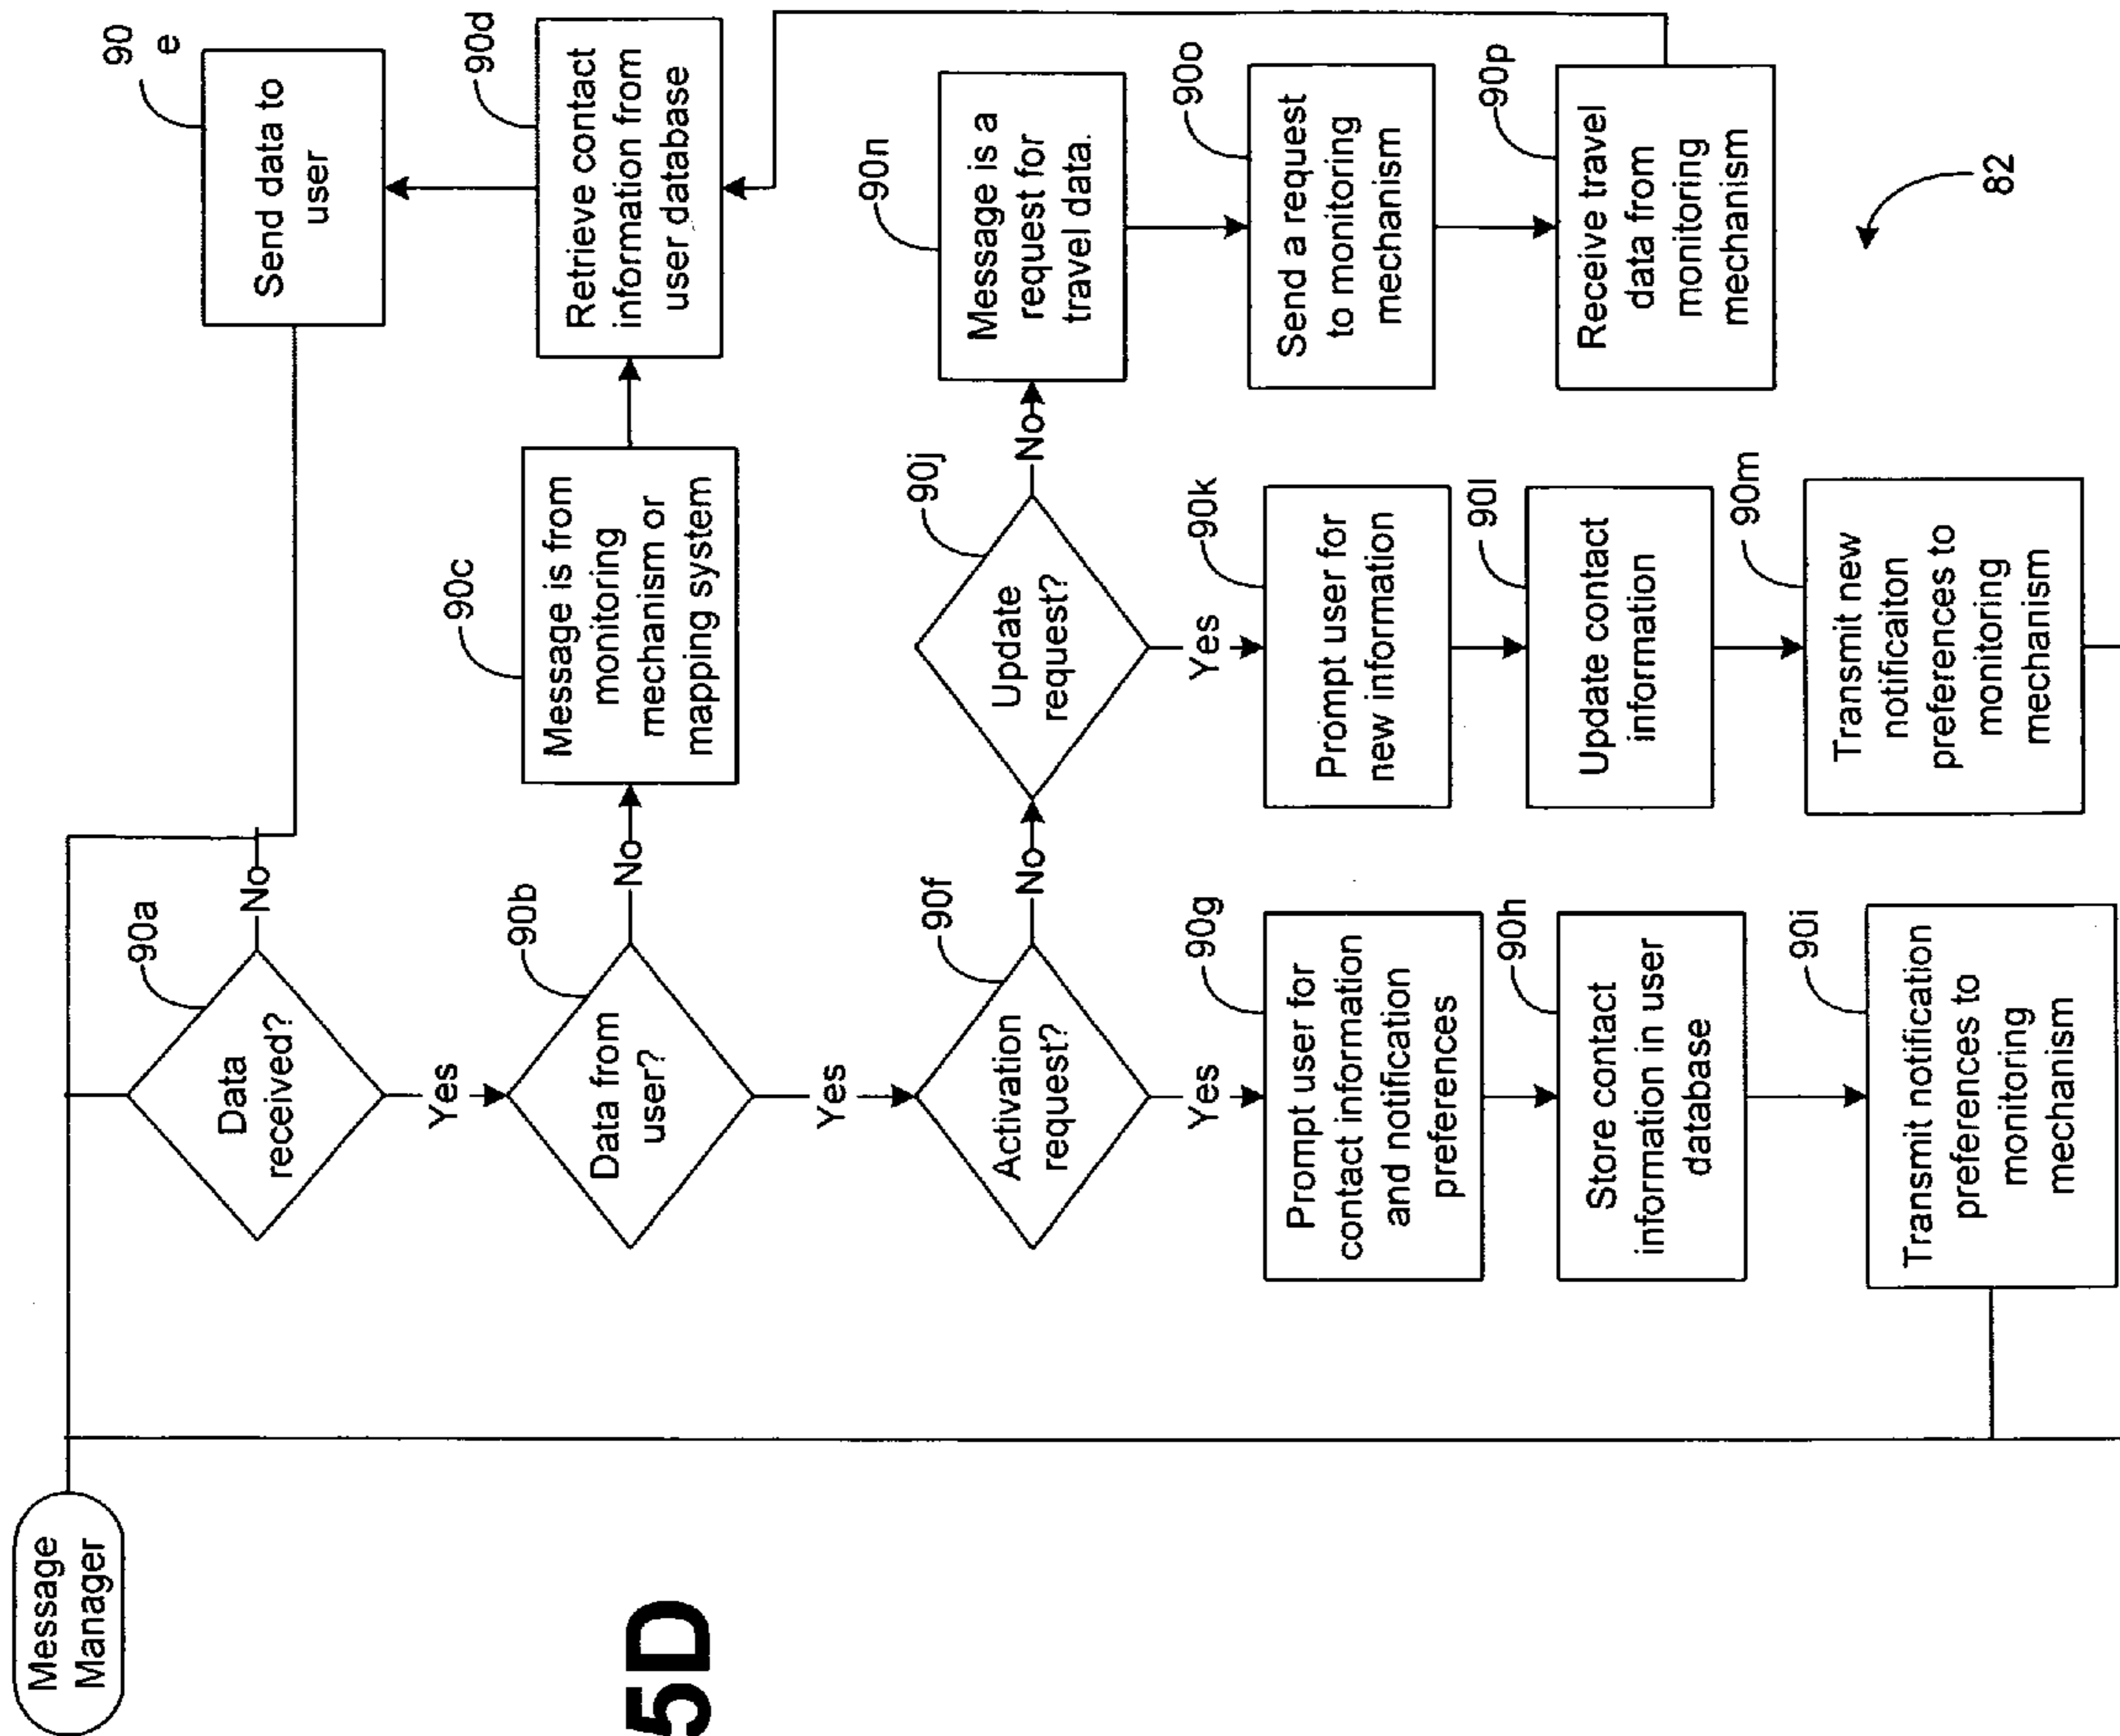 Message
Manager
Data
received?
90a
No
Yes
Send data to
user
90
e
Data from
user?
90b
No
Yes
Message is from
monitoring
mechanism or
mapping system
90c
Retrieve contact
information from
user database
90d
Activation
request?
90f
No
Yes
Update
request?
90j
No
Yes
Message is a
request for
travel data.
90n
Prompt user for
contact information
and notification
preferences
90g
Prompt user for
new information
90k
Send a request
to monitoring
mechanism
90o
Store contact
information in user
database
90h
Update contact
information
90l
Receive travel
data from
monitoring
mechanism
90p
Transmit notification
preferences to
monitoring
mechanism
90i
Transmit new
notificaiton
preferences to
monitoring
mechanism
90m
82
5D